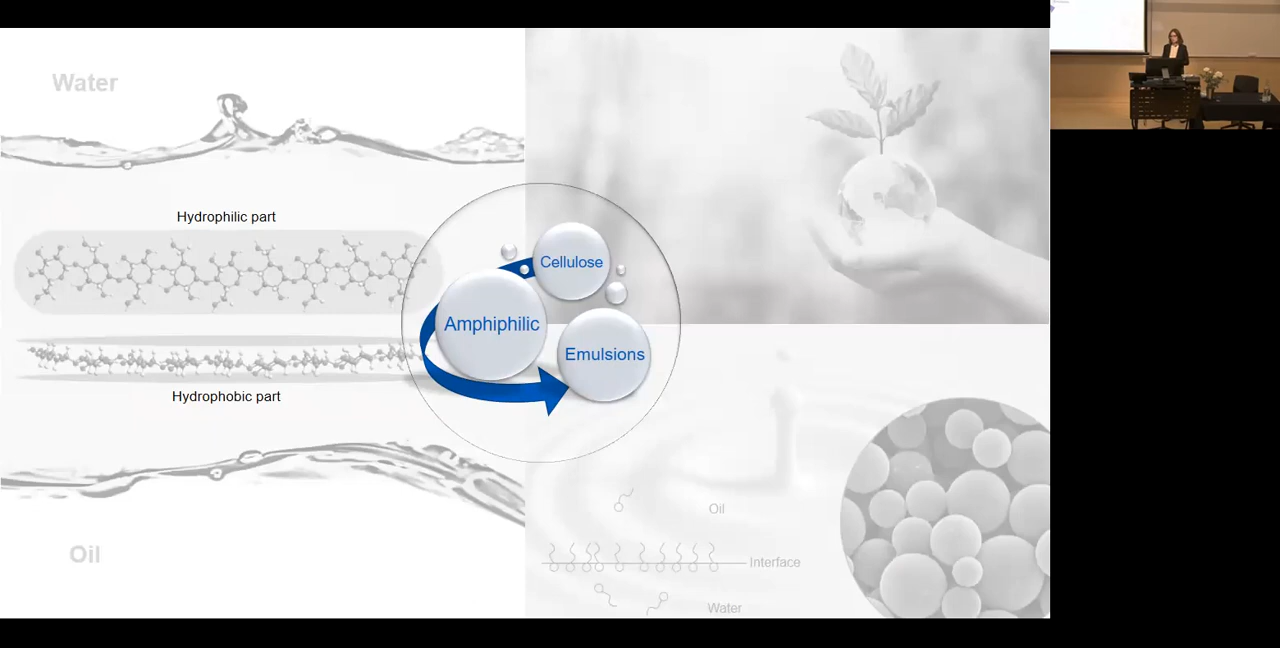 Water
Hydrophilic part
Hydrophobic part
Oil
Cellulose
Amphiphilic
Emulsions
Oil
Interface
Water